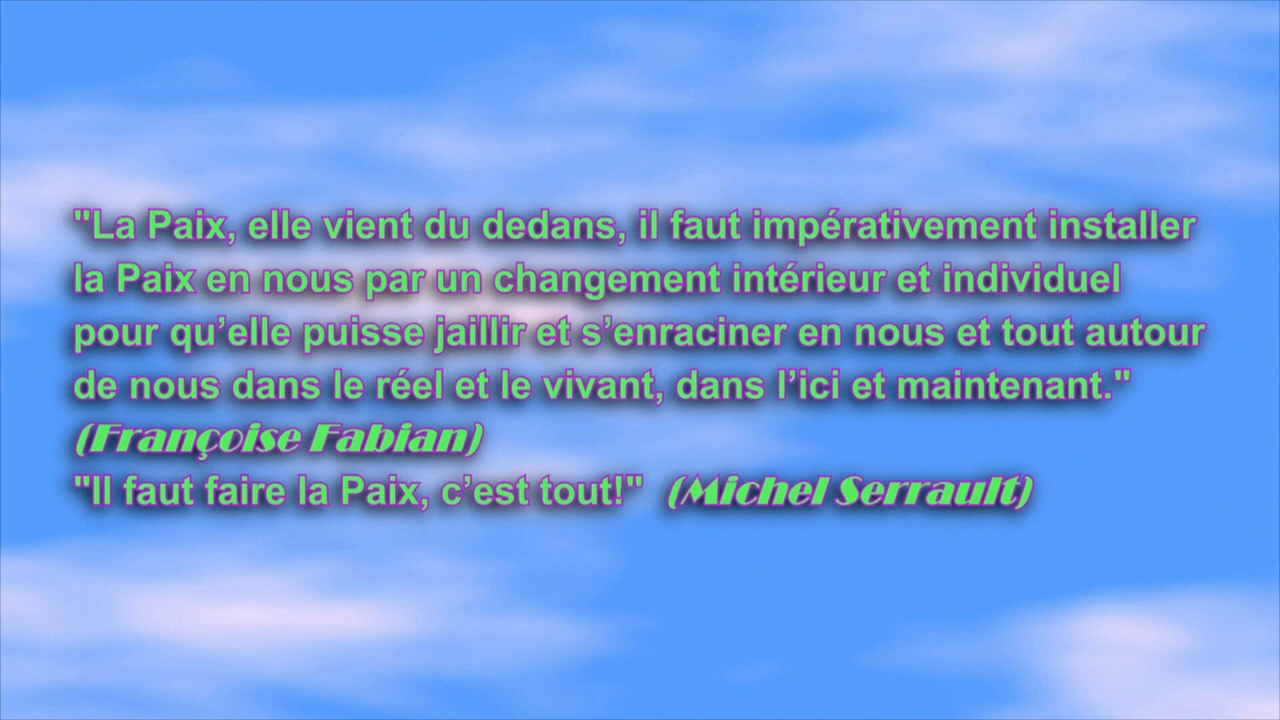 "La Paix, elle vient du dedans, il faut impérativement installer
la Paix en nous par un changement intérieur et individuel
pour qu’elle puisse jaillir et s’enraciner en nous et tout autour
de nous dans le réel et le vivant, dans l’ici et maintenant."
(Françoise Fabian)
"Il faut faire la Paix, c’est tout!" (Michel Serrault)